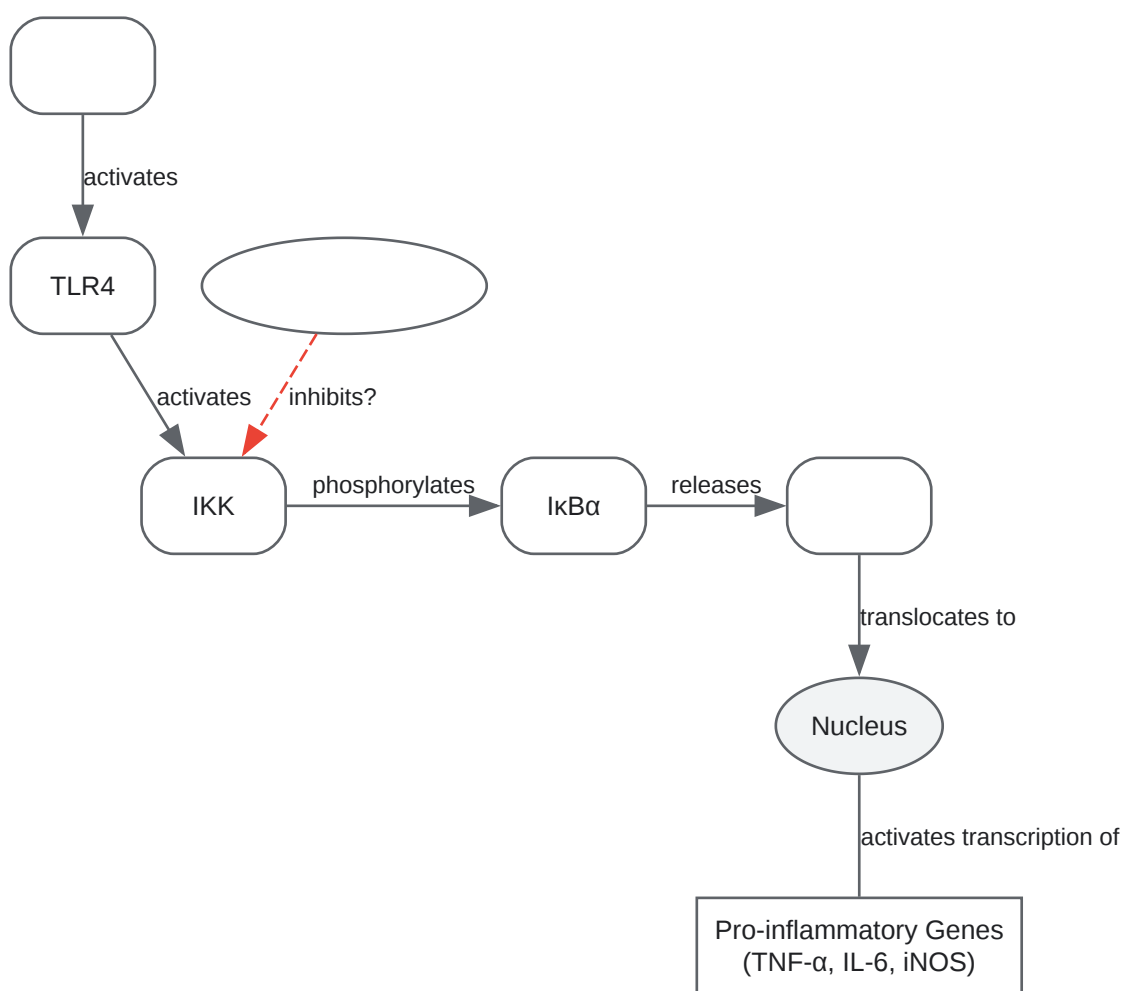 activates
TLR4
activates
inhibits?
IKK
phosphorylates
IκBα
releases
translocates to
Nucleus
activates transcription of
Pro-inflammatory Genes
(TNF-α, IL-6, iNOS)